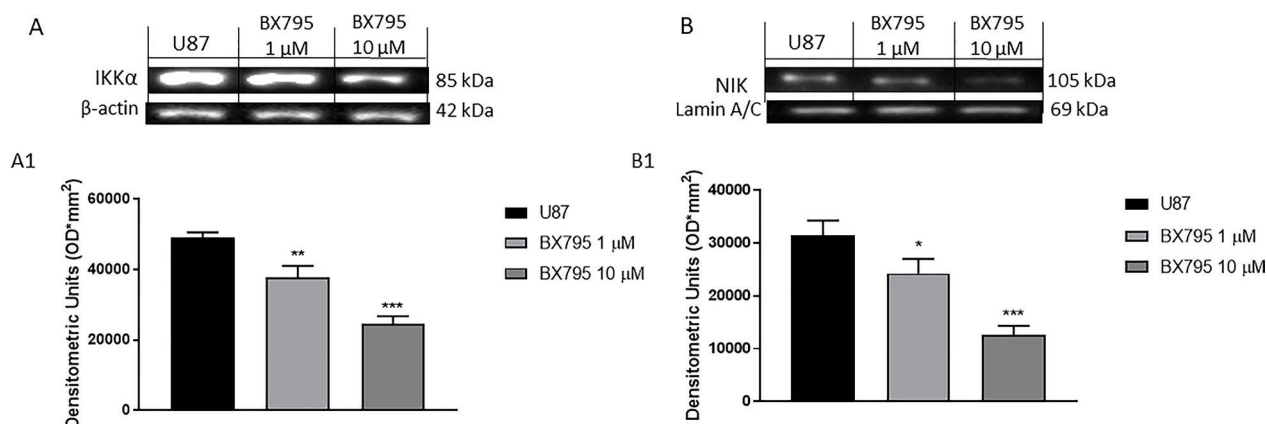 A
U87
BX795
1 µM
BX795
10 µM
IKKα
85 kDa
β-actin
42 kDa
B
U87
BX795
1 µM
BX795
10 µM
NIK
105 kDa
Lamin A/C
69 kDa
A1
Densitometric Units (OD*mm²)
60000
40000
20000
0
**
***
U87
BX795 1 µM
BX795 10 µM
B1
Densitometric Units (OD*mm²)
40000
30000
20000
10000
0
*
***
U87
BX795 1 µM
BX795 10 µM